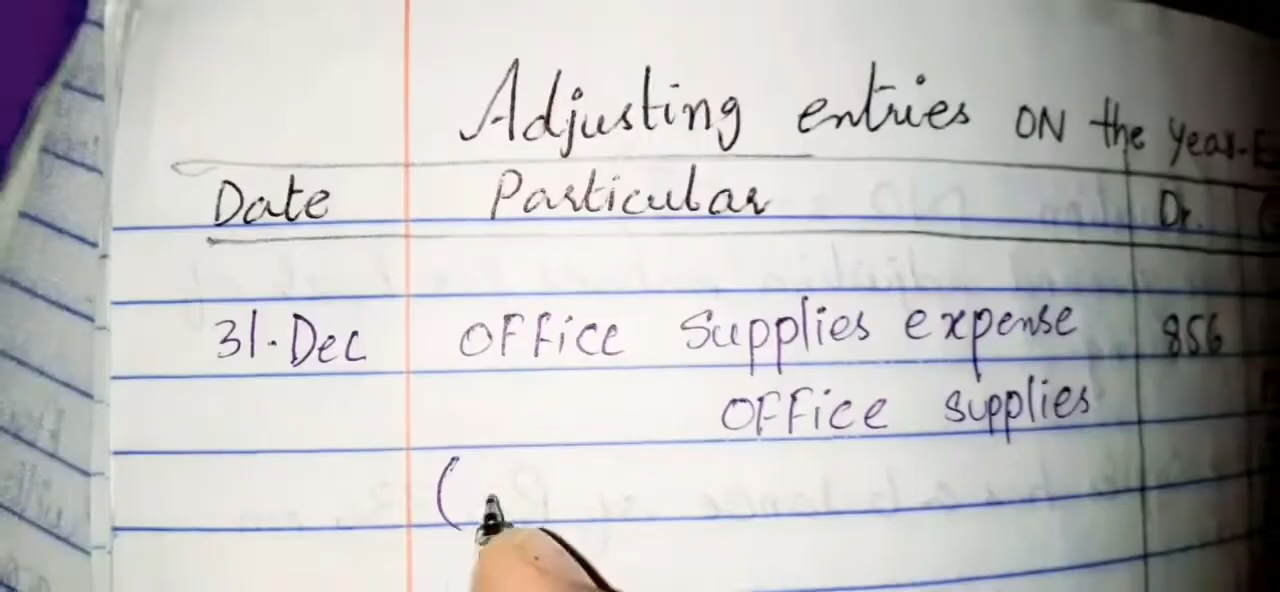 Adjusting entries ON the Year-E
Date Particular Dr.
31.Dec OFFice Supplies expense 856
OFFice supplies
(